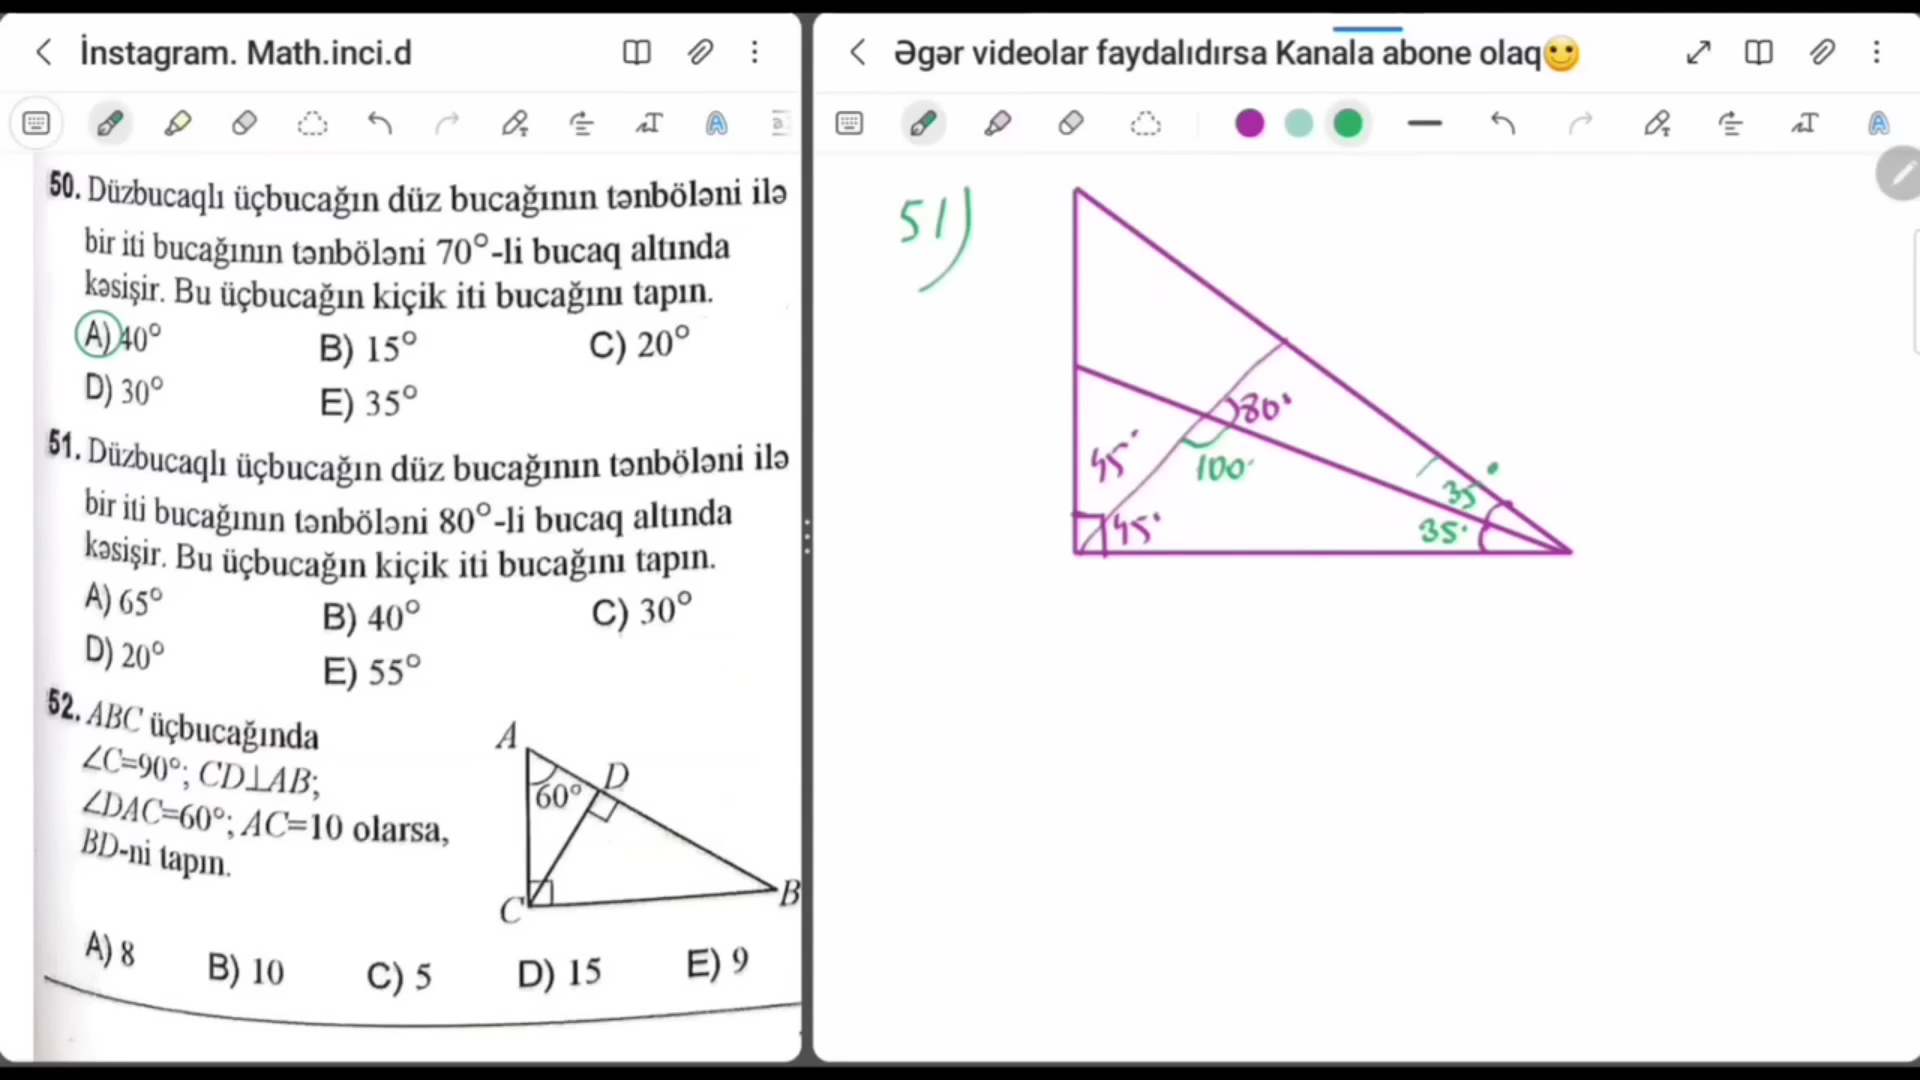 İnstagram. Math.inci.d
50. Düzbucaqlı üçbucağın düz bucağının tənböləni ilə
bir iti bucağının tənböləni 70°-li bucaq altında
kəsişir. Bu üçbucağın kiçik iti bucağını tapın.
A) 40° B) 15° C) 20°
D) 30° E) 35°
51. Düzbucaqlı üçbucağın düz bucağının tənböləni ilə
bir iti bucağının tənböləni 80°-li bucaq altında
kəsişir. Bu üçbucağın kiçik iti bucağını tapın.
A) 65° B) 40° C) 30°
D) 20° E) 55°
52. ABC üçbucağında
∠C=90°; CD⊥AB;
∠DAC=60°; AC=10 olarsa,
BD-ni tapın.
A
D
60°
C
B
A) 8 B) 10 C) 5 D) 15 E) 9
Əgər videolar faydalıdırsa Kanala abone olaq🙂
51)
80°
45°
100°
35°
45°
35°